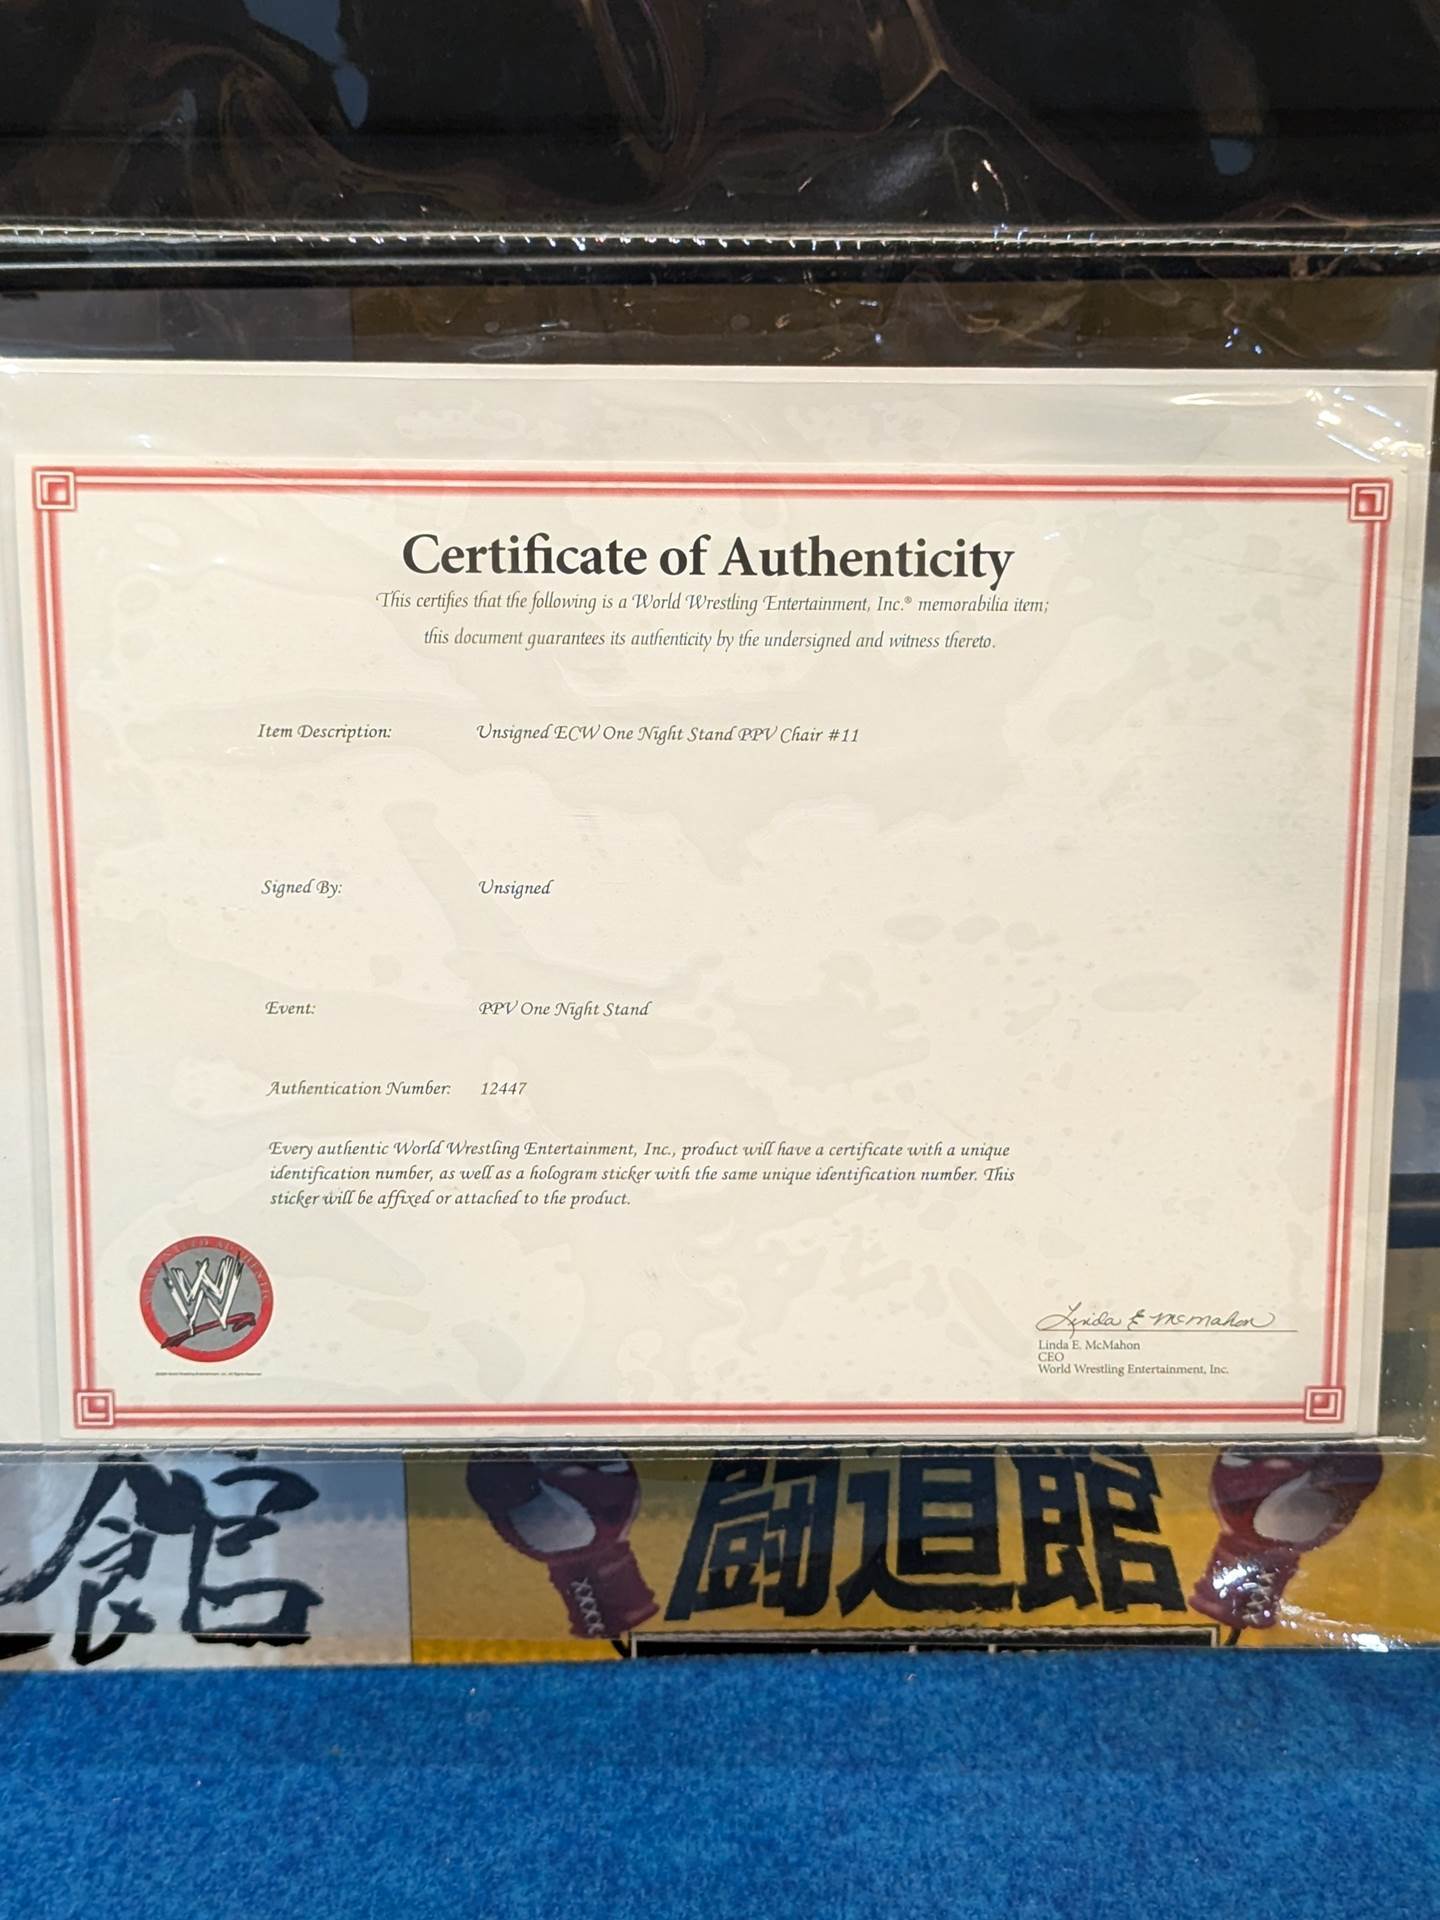 Certificate of Authenticity
This certifies that the following is a World Wrestling Entertainment, Inc.® memorabilia item;
this document guarantees its authenticity by the undersigned and witness thereto.
Item Description: Unsigned ECW One Night Stand PPV Chair #11
Signed By: Unsigned
Event: PPV One Night Stand
Authentication Number: 12447
Every authentic World Wrestling Entertainment, Inc., product will have a certificate with a unique
identification number, as well as a hologram sticker with the same unique identification number. This
sticker will be affixed or attached to the product.
W
Linda E McMahon
Linda E. McMahon
CEO
World Wrestling Entertainment, Inc.
館
闘道館